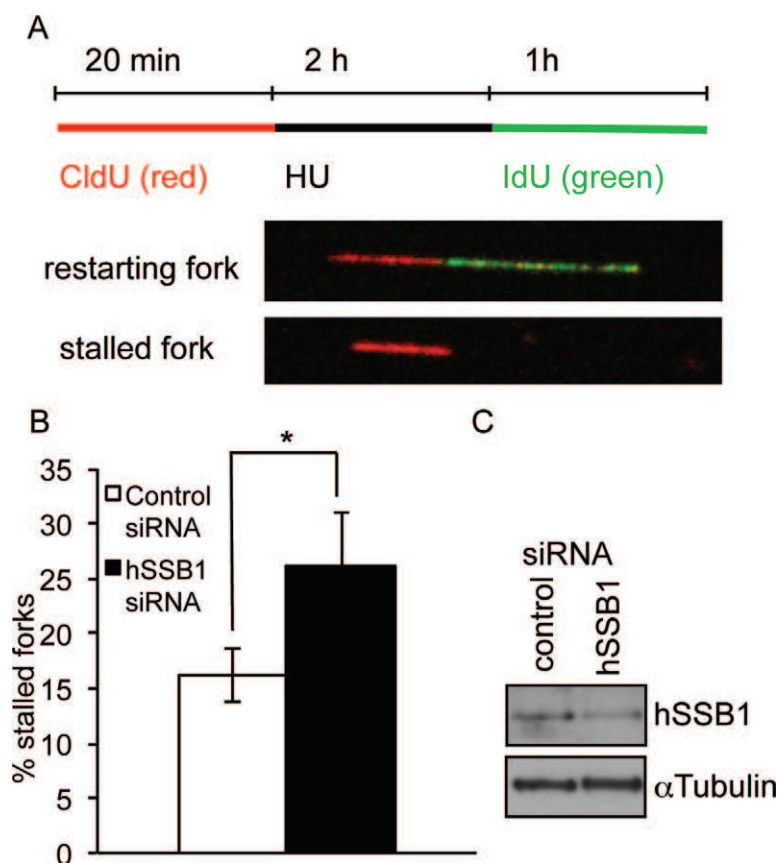 A
20 min 2 h 1h
CldU (red) HU IdU (green)
restarting fork
stalled fork
B
% stalled forks
35
30
25
20
15
10
5
0
Control
siRNA
hSSB1
siRNA
*
C
siRNA
control
hSSB1
hSSB1
αTubulin